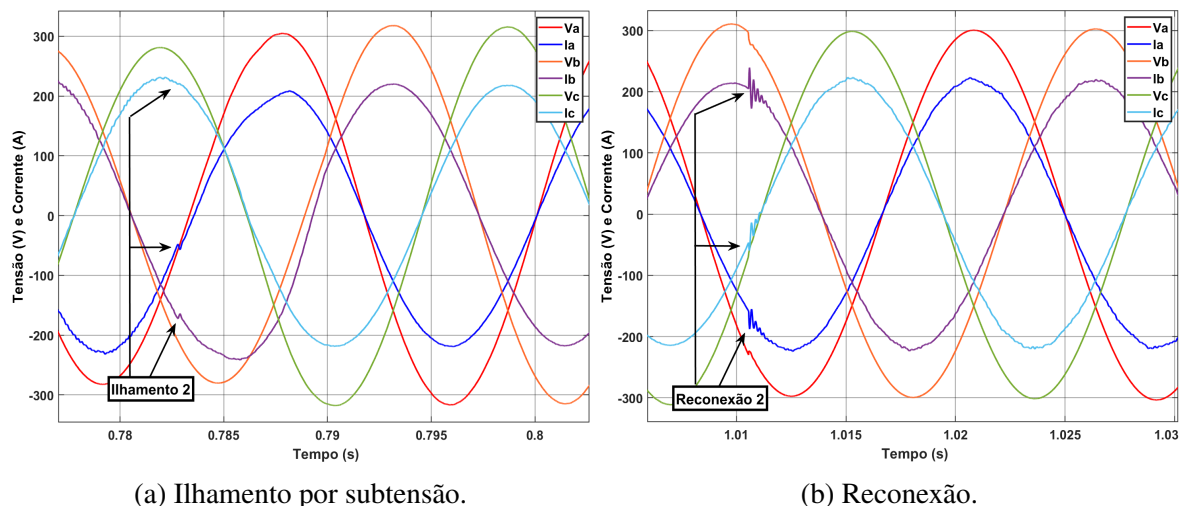 Tensão (V) e Corrente (A)
300
200
100
0
-100
-200
-300
0.78
0.785
0.79
0.795
0.8
Tempo (s)
Va
Ia
Vb
Ib
Vc
Ic
Ilhamento 2
(a) Ilhamento por subtensão.
Tensão (V) e Corrente (A)
300
200
100
0
-100
-200
-300
1.01
1.015
1.02
1.025
1.03
Tempo (s)
Va
Ia
Vb
Ib
Vc
Ic
Reconexão 2
(b) Reconexão.